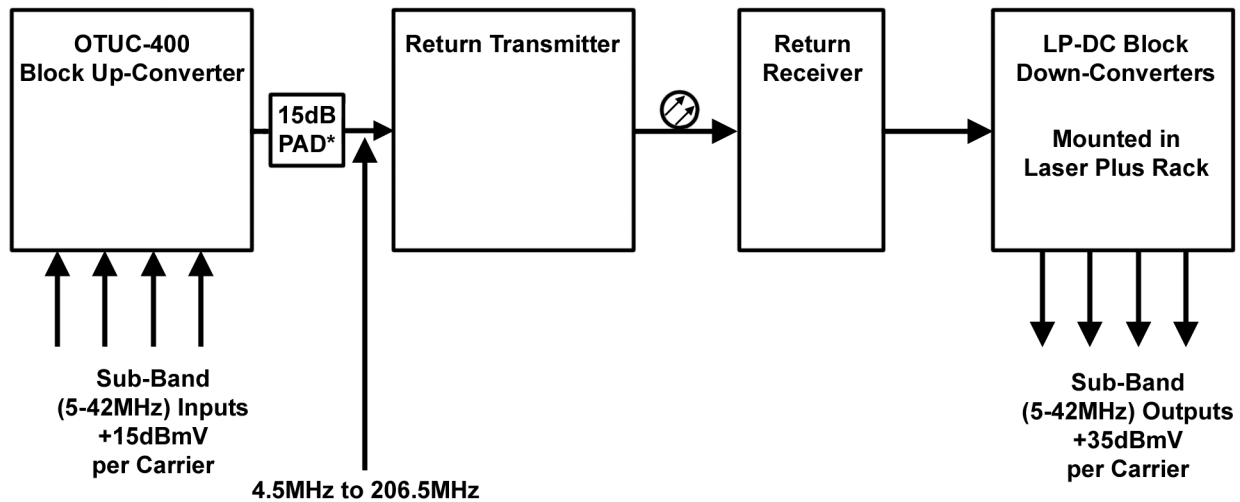 OTUC-400
Block Up-Converter
15dB
PAD*
Return Transmitter
Return
Receiver
LP-DC Block
Down-Converters
Mounted in
Laser Plus Rack
Sub-Band
(5-42MHz) Inputs
+15dBmV
per Carrier
4.5MHz to 206.5MHz
Sub-Band
(5-42MHz) Outputs
+35dBmV
per Carrier